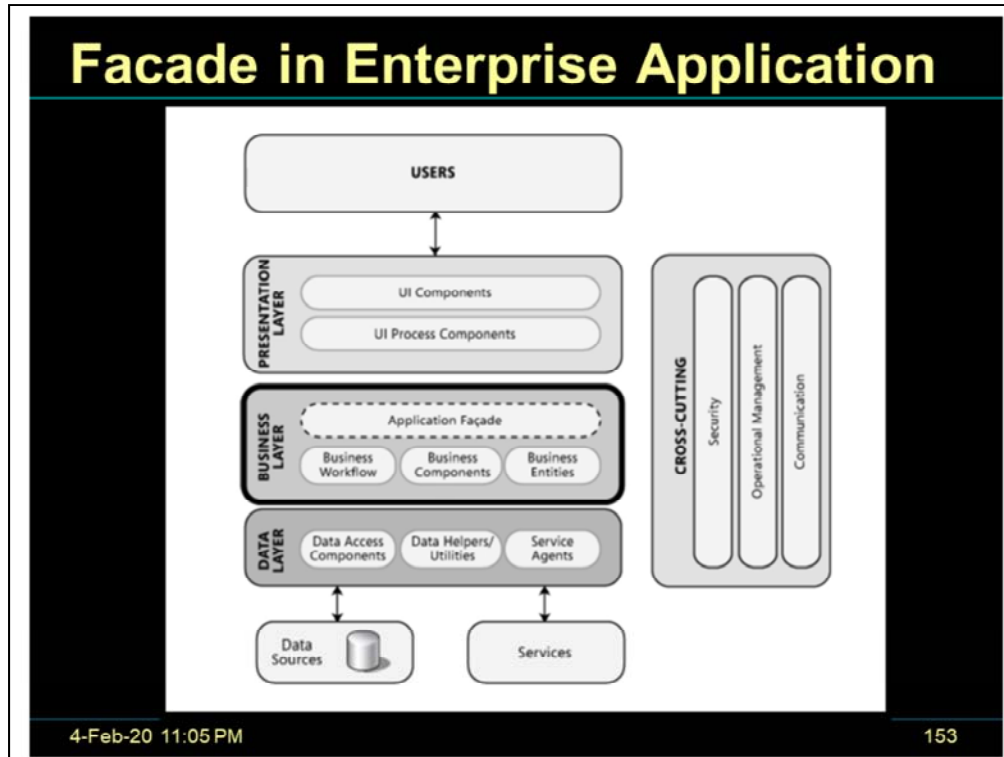 Facade in Enterprise Application
USERS
PRESENTATION
LAYER
UI Components
UI Process Components
BUSINESS
LAYER
Application Façade
Business
Workflow
Business
Components
Business
Entities
DATA
LAYER
Data Access
Components
Data Helpers/
Utilities
Service
Agents
Data
Sources
Services
CROSS-CUTTING
Security
Operational Management
Communication
4-Feb-20 11:05 PM
153